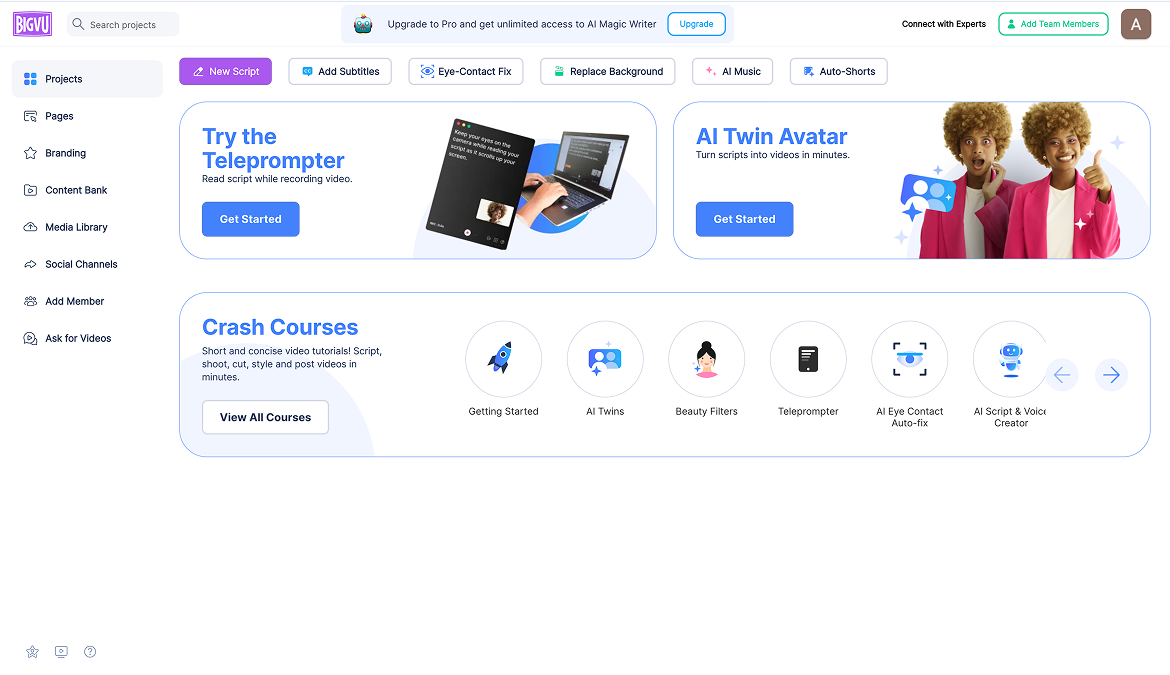 BIGVU
Search projects
Upgrade to Pro and get unlimited access to AI Magic Writer
Upgrade
Connect with Experts
Add Team Members
A
Projects
Pages
Branding
Content Bank
Media Library
Social Channels
Add Member
Ask for Videos
New Script
Add Subtitles
Eye-Contact Fix
Replace Background
AI Music
Auto-Shorts
Try the
Teleprompter
Read script while recording video.
Get Started
Keep your eyes on the
camera while reading your
script as it scrolls up your
screen.
AI Twin Avatar
Turn scripts into videos in minutes.
Get Started
Crash Courses
Short and concise video tutorials! Script,
shoot, cut, style and post videos in
minutes.
View All Courses
Getting Started
AI Twins
Beauty Filters
Teleprompter
AI Eye Contact
Auto-fix
AI Script & Voice
Creator